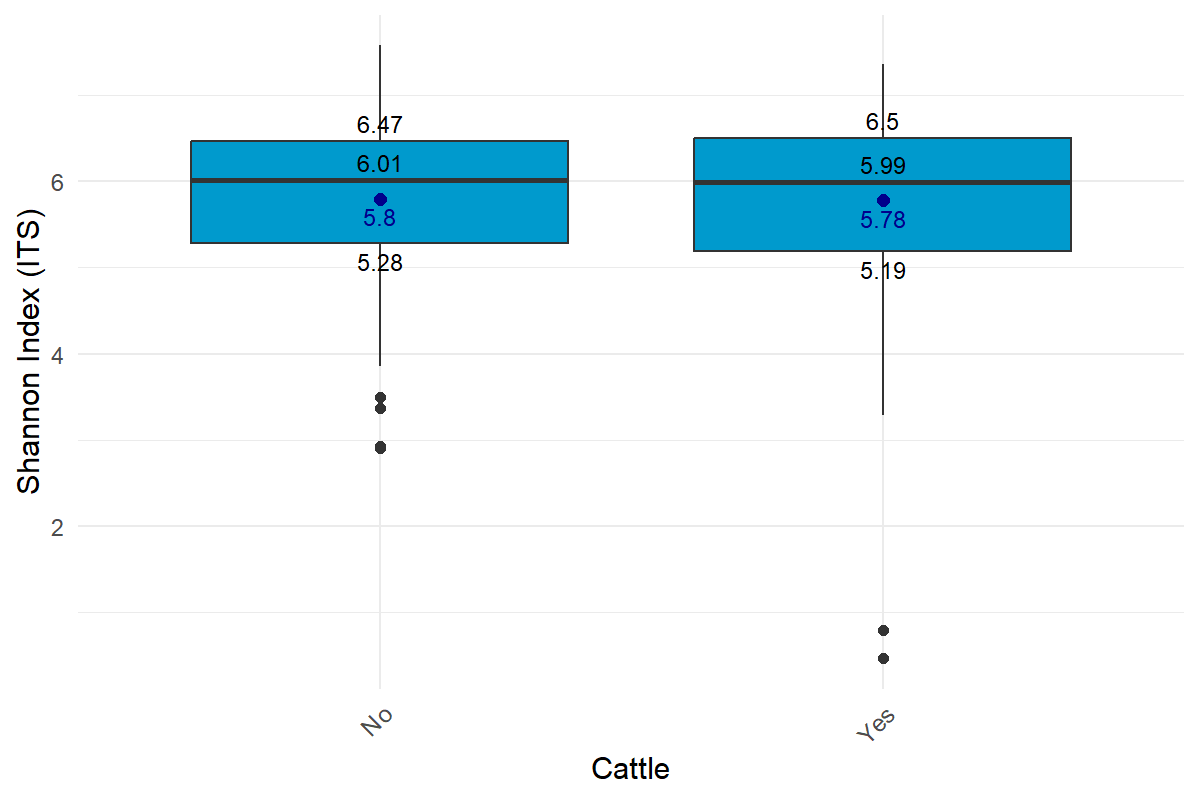 Shannon Index (ITS)
6
4
2
6.47
6.01
5.8
5.28
6.5
5.99
5.78
5.19
No
Yes
Cattle